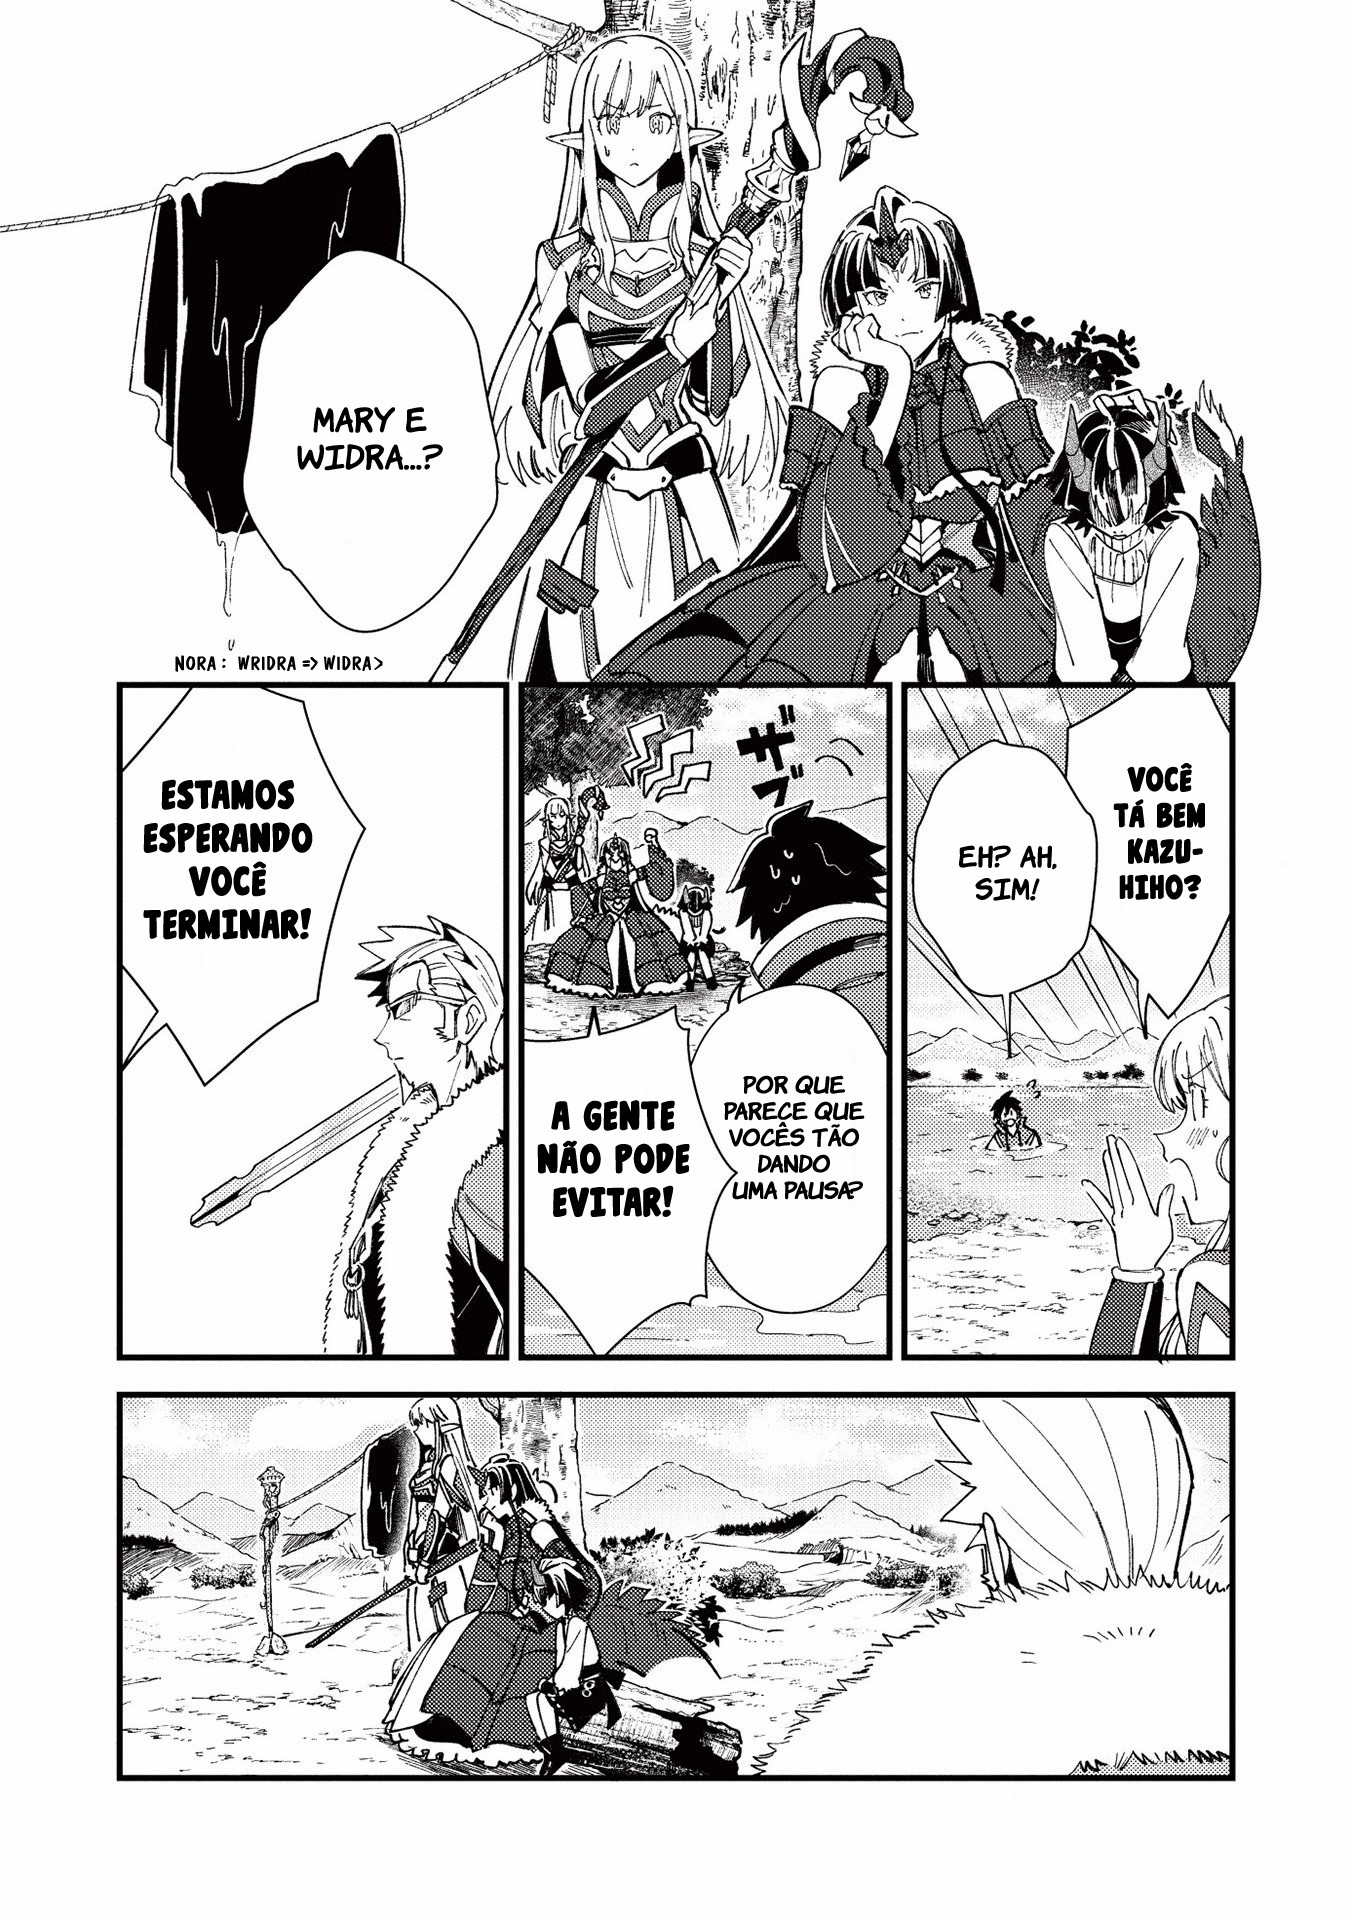 MARY E
WIDRA...?
NORA : WRIDRA => WIDRA>
VOCÊ
TÁ BEM
KAZU-
HIHO?
EH? AH,
SIM!
ザブ
POR QUE
PARECE QUE
VOCÊS TÃO
DANDO
UMA PAUSA?
A GENTE
NÃO PODE
EVITAR!
ESTAMOS
ESPERANDO
VOCÊ
TERMINAR!